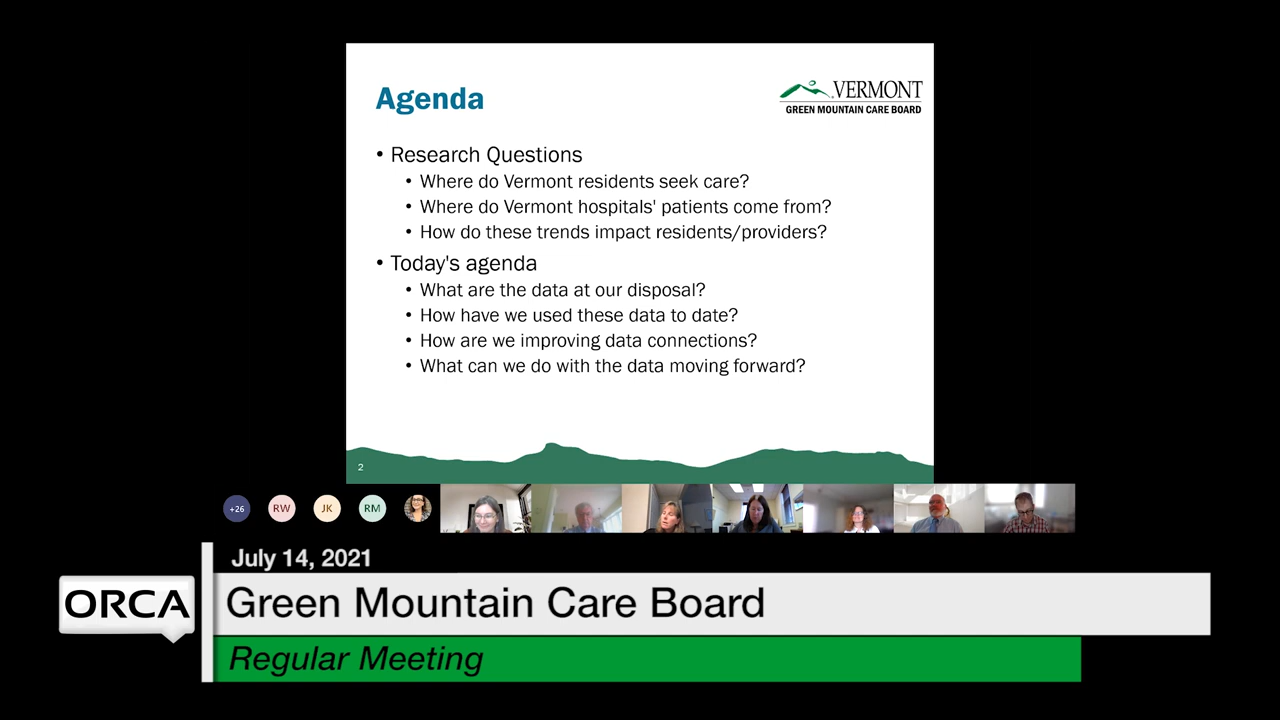 Agenda
VERMONT
GREEN MOUNTAIN CARE BOARD
• Research Questions
• Where do Vermont residents seek care?
• Where do Vermont hospitals' patients come from?
• How do these trends impact residents/providers?
• Today's agenda
• What are the data at our disposal?
• How have we used these data to date?
• How are we improving data connections?
• What can we do with the data moving forward?
2
+26 RW JK RM
July 14, 2021
ORCA
Green Mountain Care Board
Regular Meeting